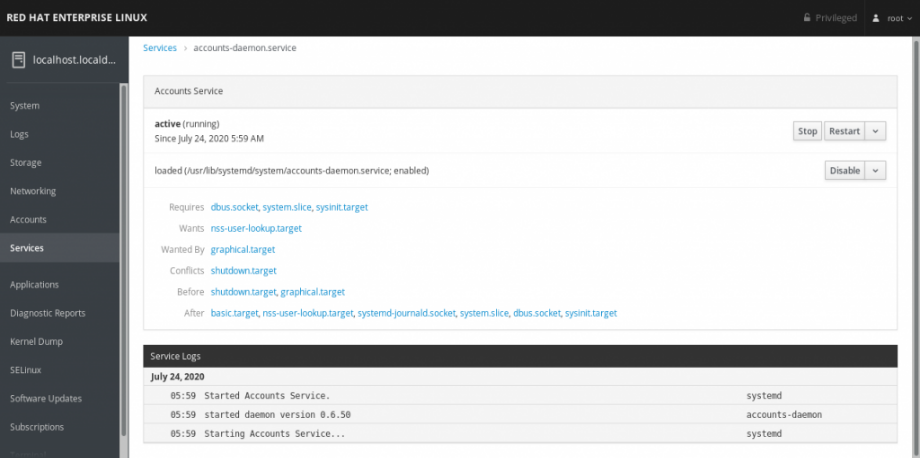 RED HAT ENTERPRISE LINUX
Privileged
root
localhost.locald...
System
Logs
Storage
Networking
Accounts
Services
Applications
Diagnostic Reports
Kernel Dump
SELinux
Software Updates
Subscriptions
Services > accounts-daemon.service
Accounts Service
active (running)
Since July 24, 2020 5:59 AM
Stop Restart
loaded (/usr/lib/systemd/system/accounts-daemon.service; enabled)
Disable
Requires dbus.socket, system.slice, sysinit.target
Wants nss-user-lookup.target
Wanted By graphical.target
Conflicts shutdown.target
Before shutdown.target, graphical.target
After basic.target, nss-user-lookup.target, systemd-journald.socket, system.slice, dbus.socket, sysinit.target
Service Logs
July 24, 2020
05:59 Started Accounts Service. systemd
05:59 started daemon version 0.6.50 accounts-daemon
05:59 Starting Accounts Service... systemd